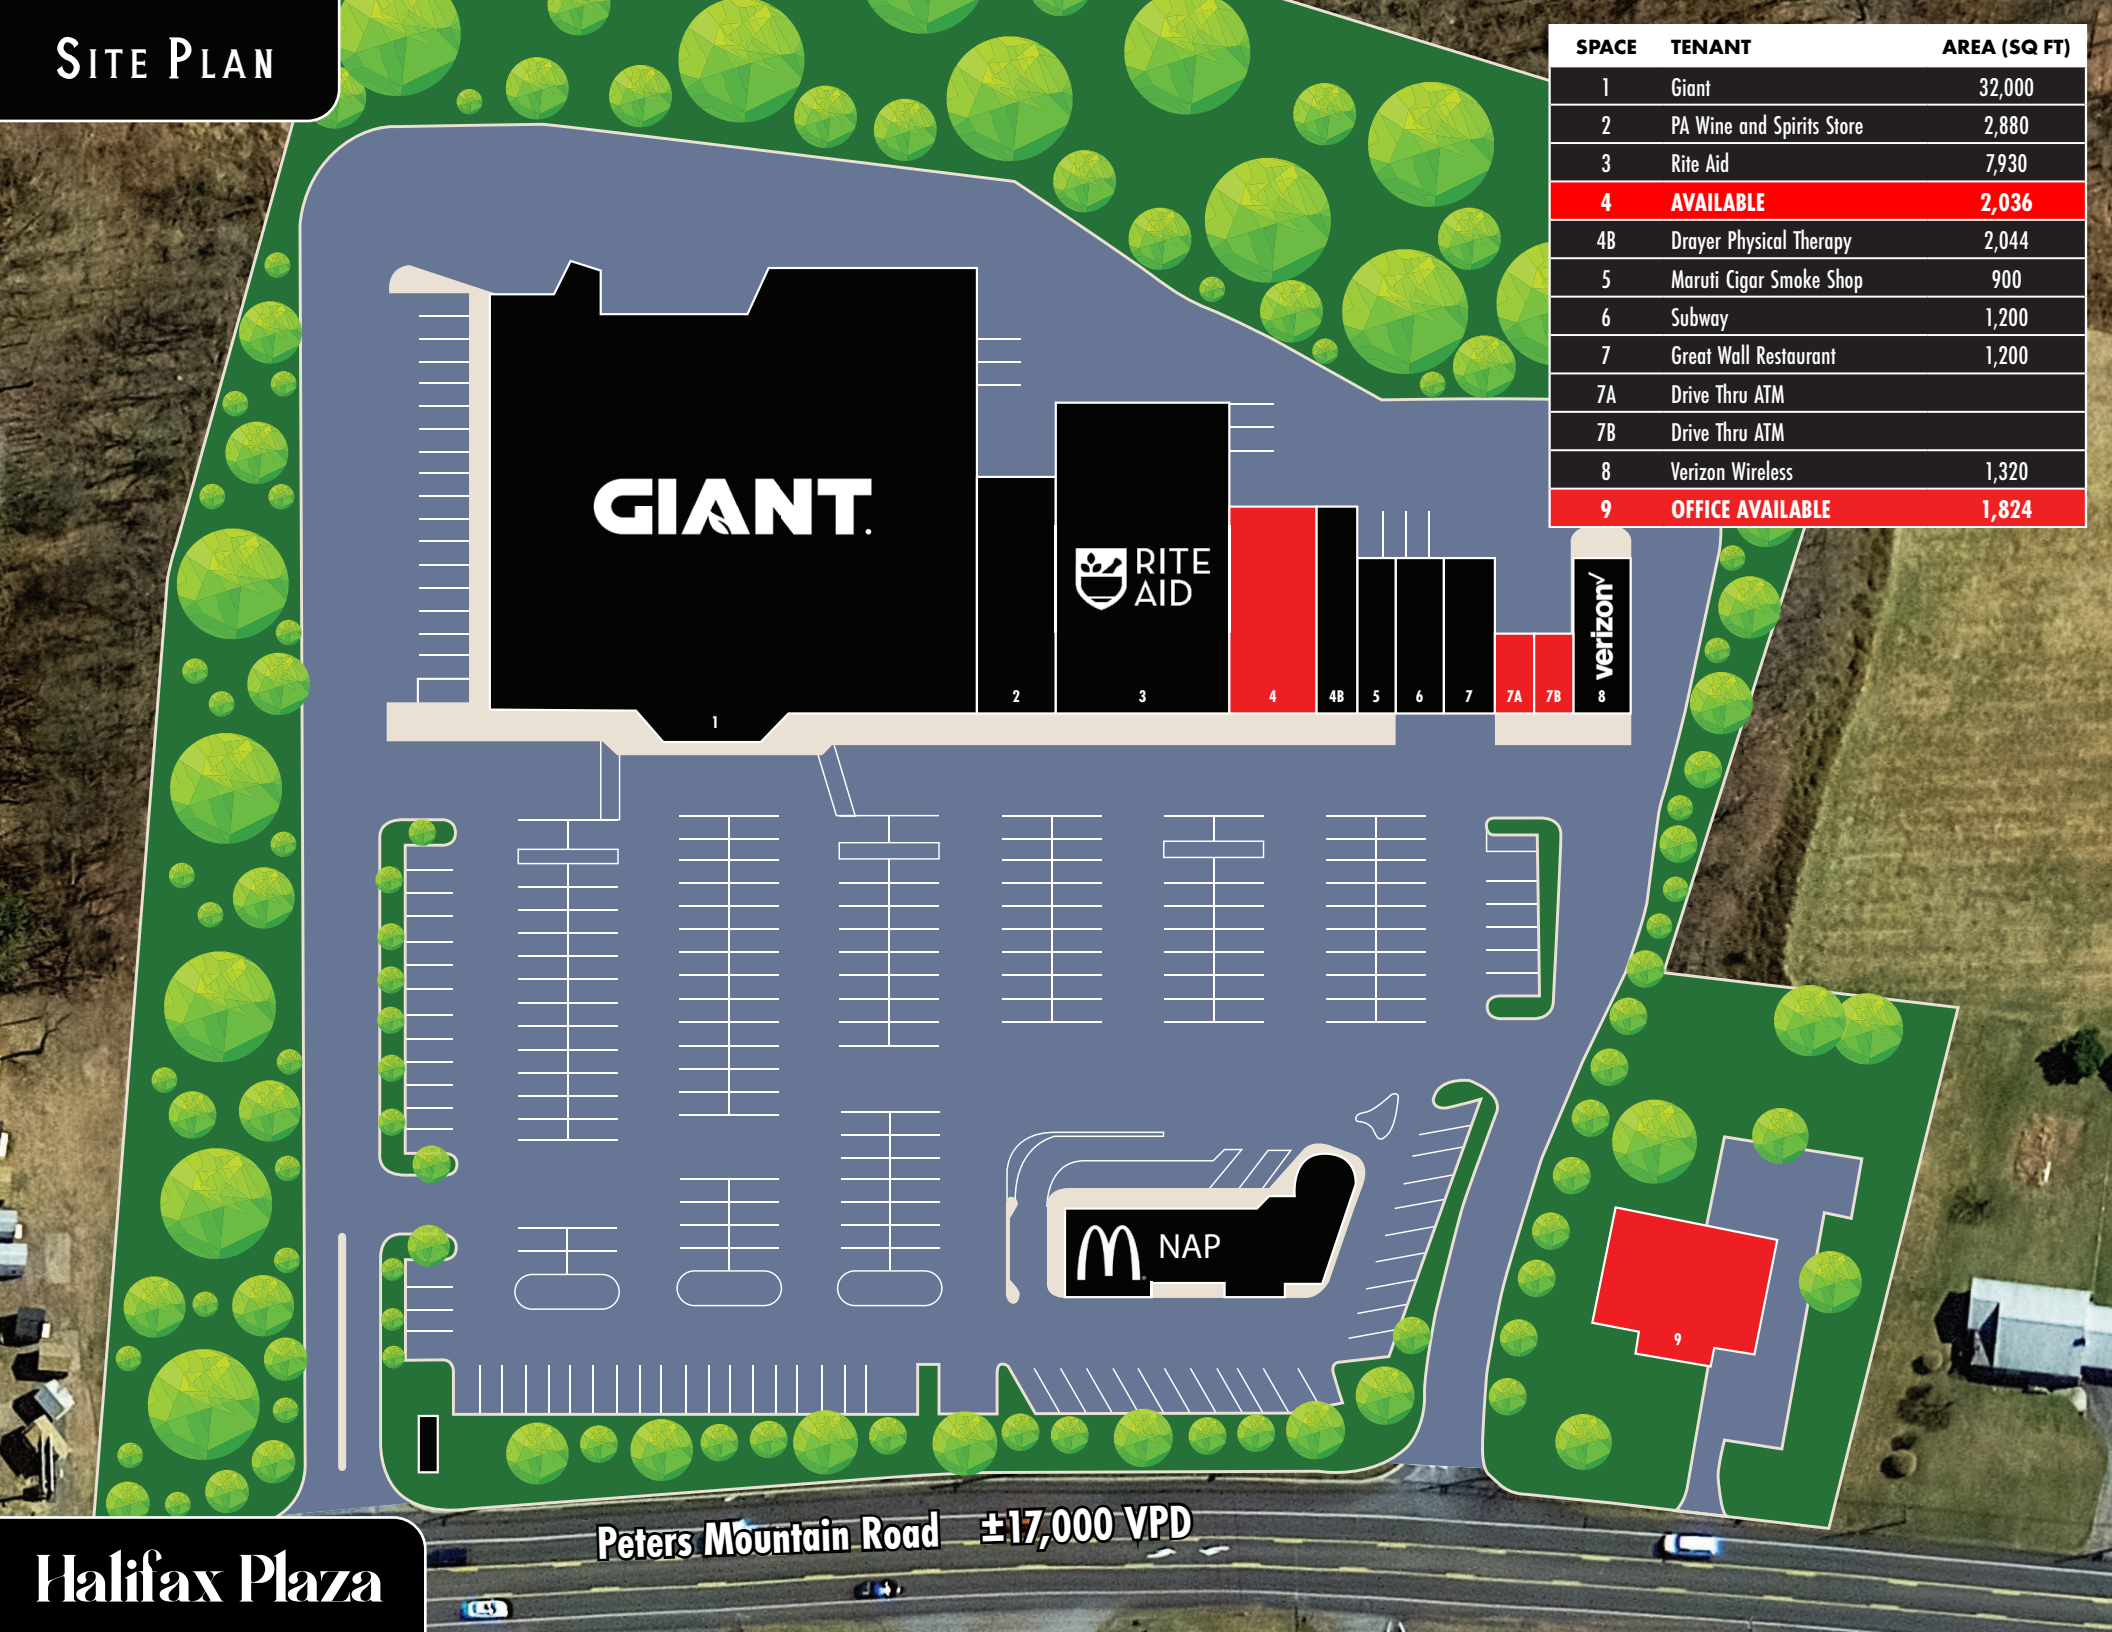 SITE PLAN
SPACE TENANT AREA (SQ FT)
1 Giant 32,000
2 PA Wine and Spirits Store 2,880
3 Rite Aid 7,930
4 AVAILABLE 2,036
4B Drayer Physical Therapy 2,044
5 Maruti Cigar Smoke Shop 900
6 Subway 1,200
7 Great Wall Restaurant 1,200
7A Drive Thru ATM
7B Drive Thru ATM
8 Verizon Wireless 1,320
9 OFFICE AVAILABLE 1,824
GIANT.
RITE
AID
verizon✓
1
2
3
4
4B
5
6
7
7A
7B
8
NAP
9
Peters Mountain Road ±17,000 VPD
Halifax Plaza